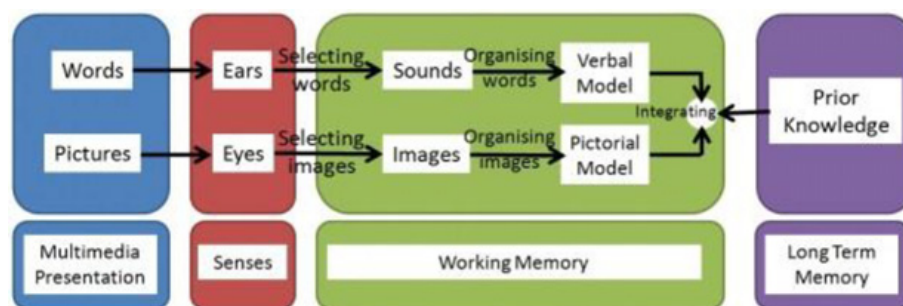 Words
Ears
Selecting
words
Sounds
Organising
words
Verbal
Model
Integrating
Prior
Knowledge
Pictures
Eyes
Selecting
images
Images
Organising
images
Pictorial
Model
Multimedia
Presentation
Senses
Working Memory
Long Term
Memory